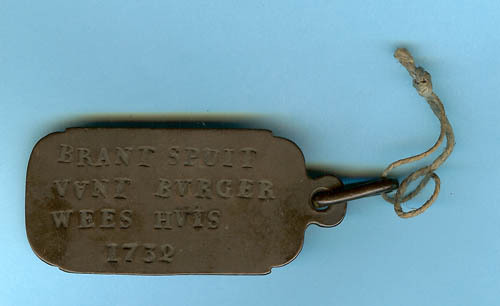 BRANT SPUIT
VANT BURGER
WEES HUIS
1732